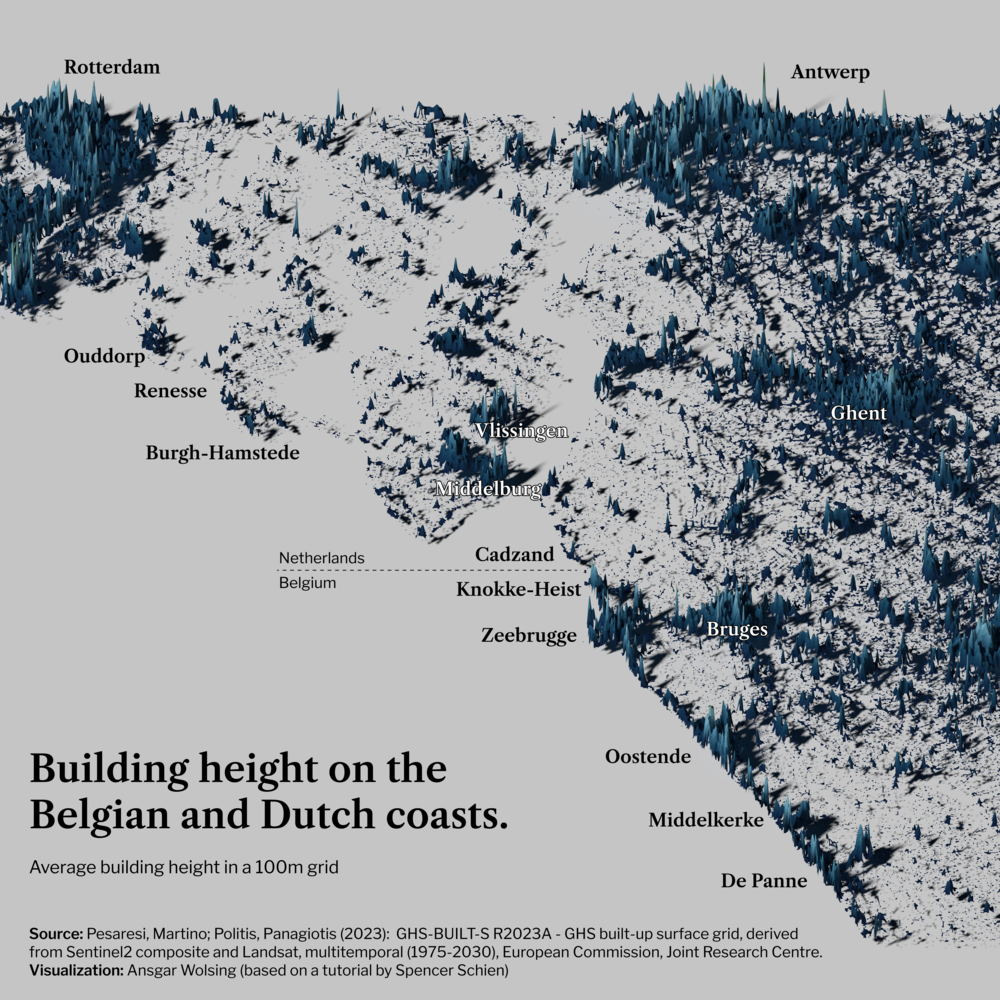 Rotterdam
Antwerp
Ouddorp
Renesse
Ghent
Vlissingen
Burgh-Hamstede
Middelburg
Netherlands
Cadzand
Belgium
Knokke-Heist
Zeebrugge
Bruges
Oostende
Middelkerke
De Panne
Building height on the
Belgian and Dutch coasts.
Average building height in a 100m grid
Source: Pesaresi, Martino; Politis, Panagiotis (2023): GHS-BUILT-S R2023A - GHS built-up surface grid, derived
from Sentinel2 composite and Landsat, multitemporal (1975-2030), European Commission, Joint Research Centre.
Visualization: Ansgar Wolsing (based on a tutorial by Spencer Schien)